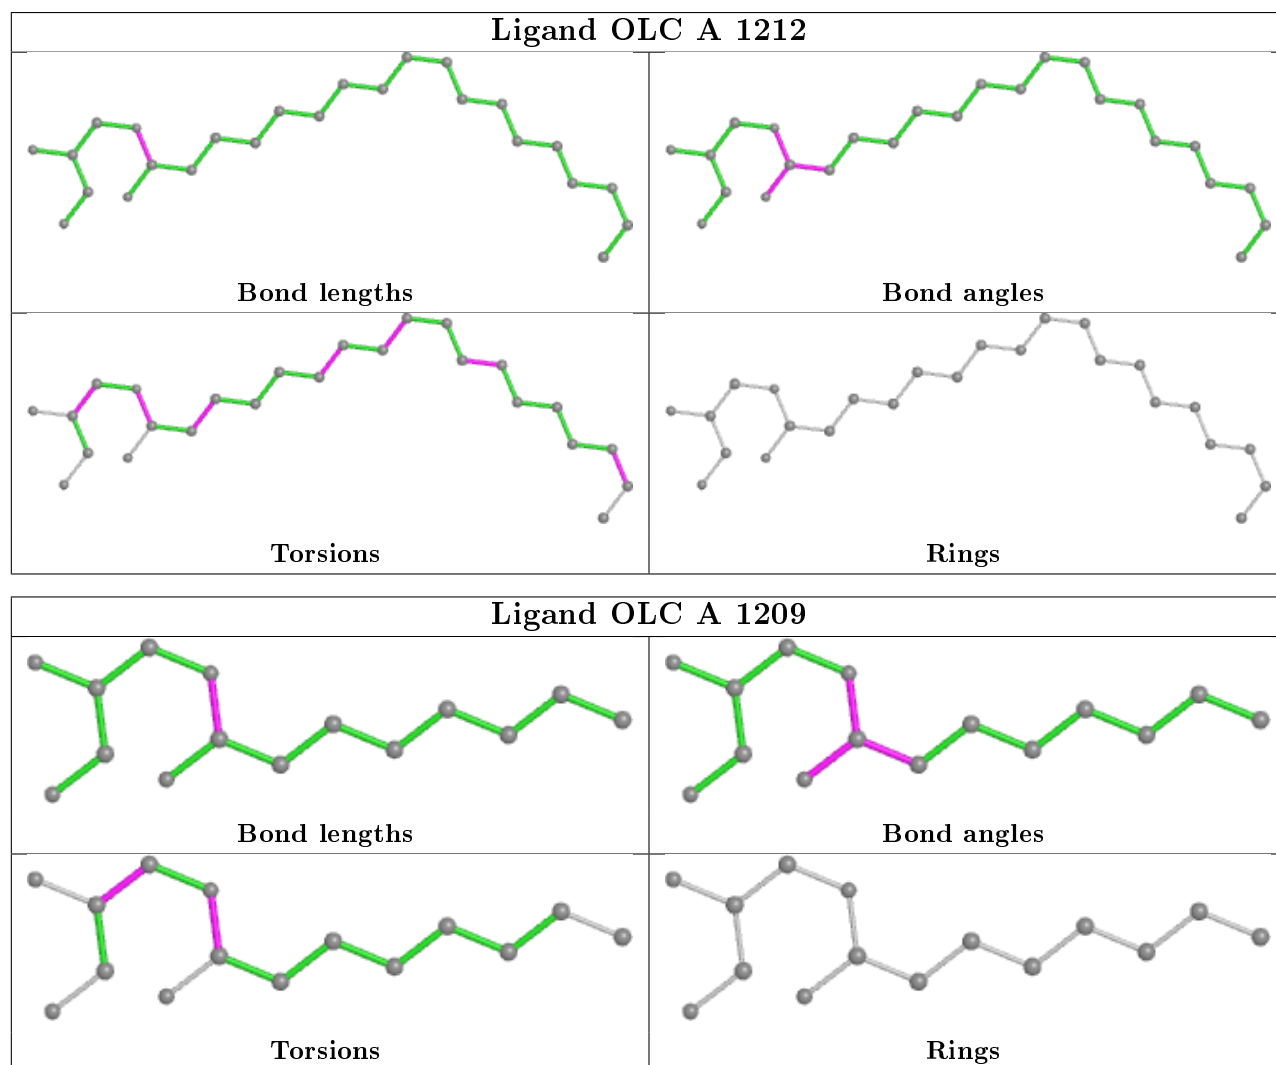 Ligand OLC A 1212
Bond lengths
Bond angles
Torsions
Rings
Ligand OLC A 1209
Bond lengths
Bond angles
Torsions
Rings